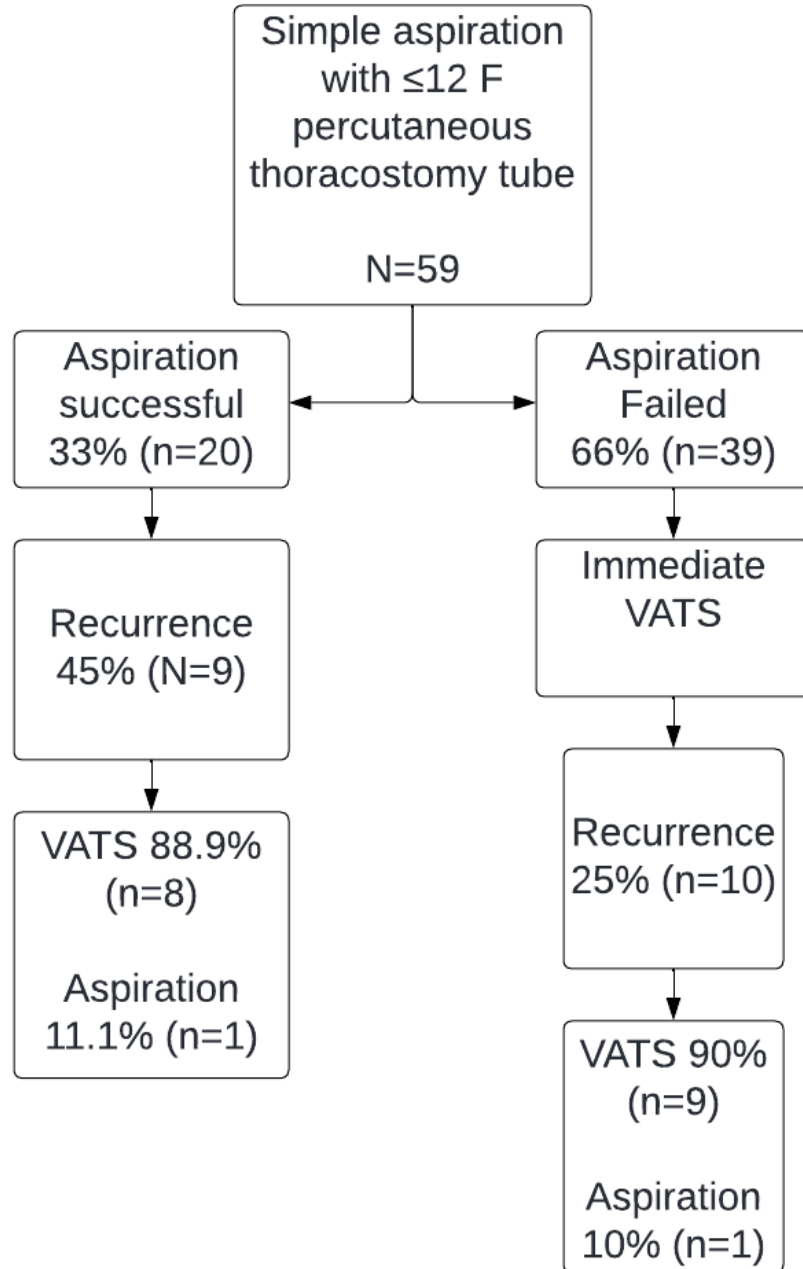 Simple aspiration
with ≤12 F
percutaneous
thoracostomy tube
N=59
Aspiration
successful
33% (n=20)
Aspiration
Failed
66% (n=39)
Recurrence
45% (N=9)
Immediate
VATS
VATS 88.9%
(n=8)
Aspiration
11.1% (n=1)
Recurrence
25% (n=10)
VATS 90%
(n=9)
Aspiration
10% (n=1)